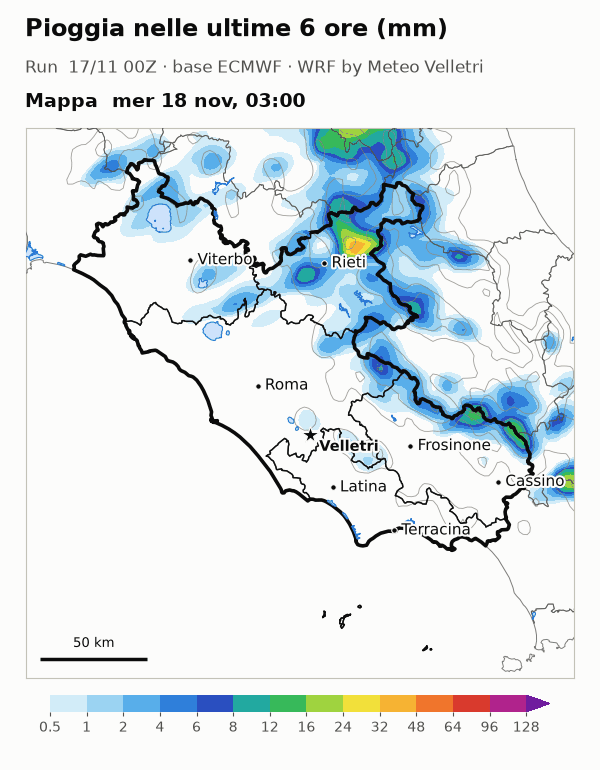 Pioggia nelle ultime 6 ore (mm)
Run  17/11 00Z · base ECMWF · WRF by Meteo Velletri
Mappa  mer 18 nov, 03:00
Viterbo
Rieti
Roma
Velletri
Frosinone
Latina
Cassino
Terracina
50 km
0.5 1 2 4 6 8 12 16 24 32 48 64 96 128